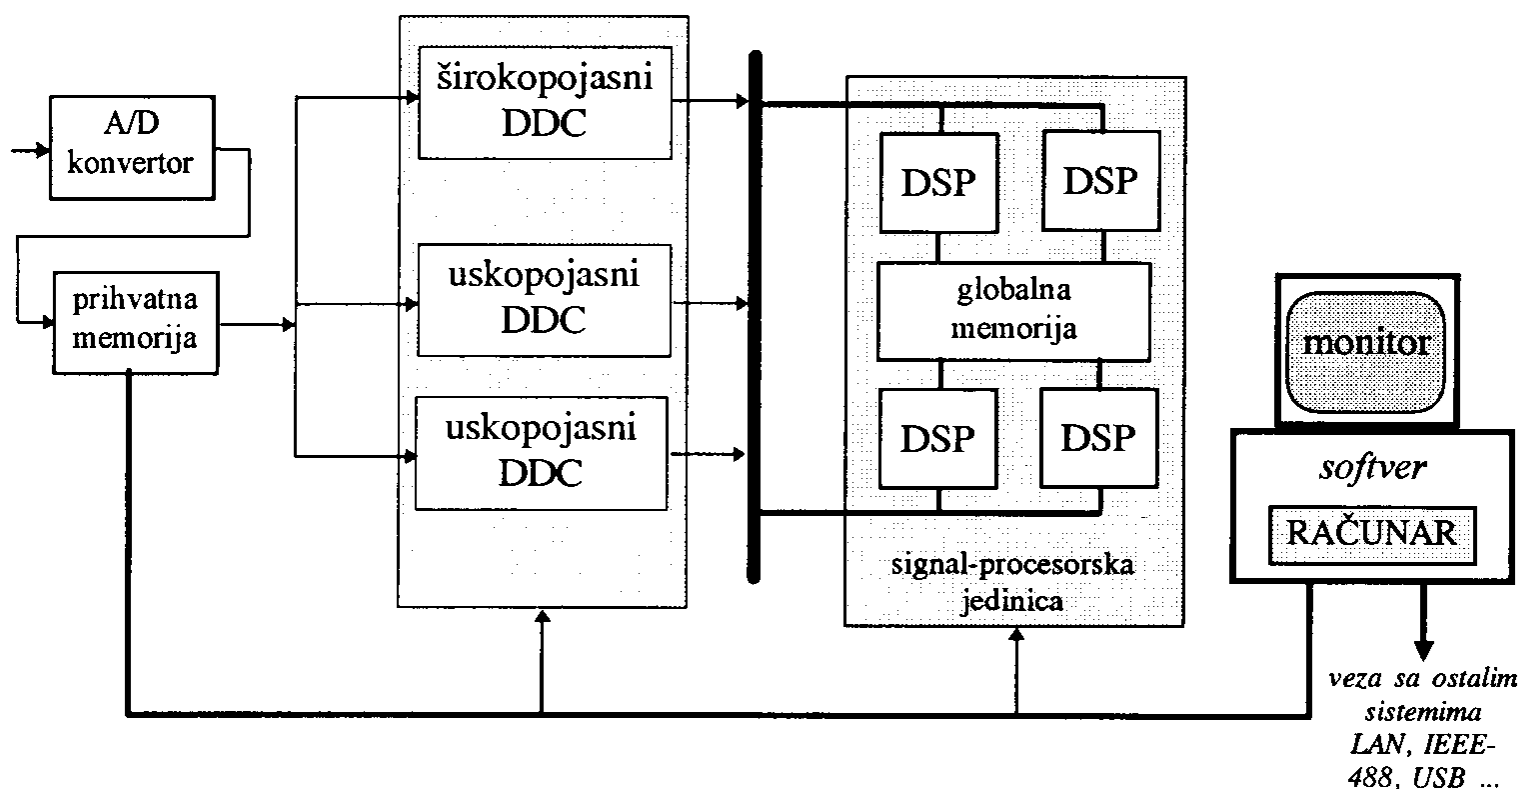 A/D
konvertor
prihvatna
memorija
širokopojasni
DDC
uskopojasni
DDC
uskopojasni
DDC
DSP
DSP
globalna
memorija
DSP
DSP
signal-procesorska
jedinica
monitor
softver
RAČUNAR
veza sa ostalim
sistemima
LAN, IEEE-
488, USB ...